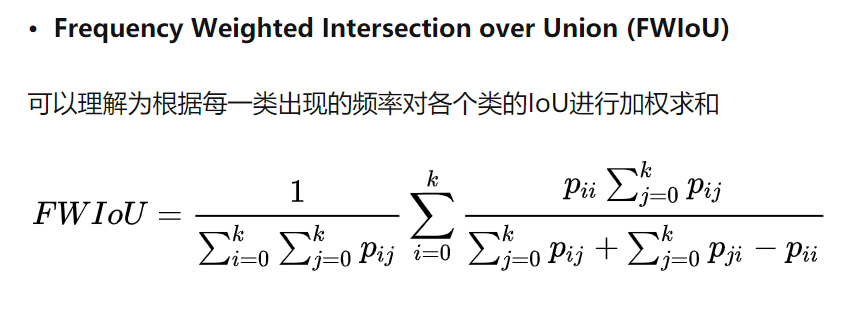 • Frequency Weighted Intersection over Union (FWIoU)
可以理解为根据每一类出现的频率对各个类的IoU进行加权求和
$FWIoU = \frac{1}{\sum_{i=0}^{k} \sum_{j=0}^{k} p_{ij}} \sum_{i=0}^{k} \frac{p_{ii} \sum_{j=0}^{k} p_{ij}}{\sum_{j=0}^{k} p_{ij} + \sum_{j=0}^{k} p_{ji} - p_{ii}}$